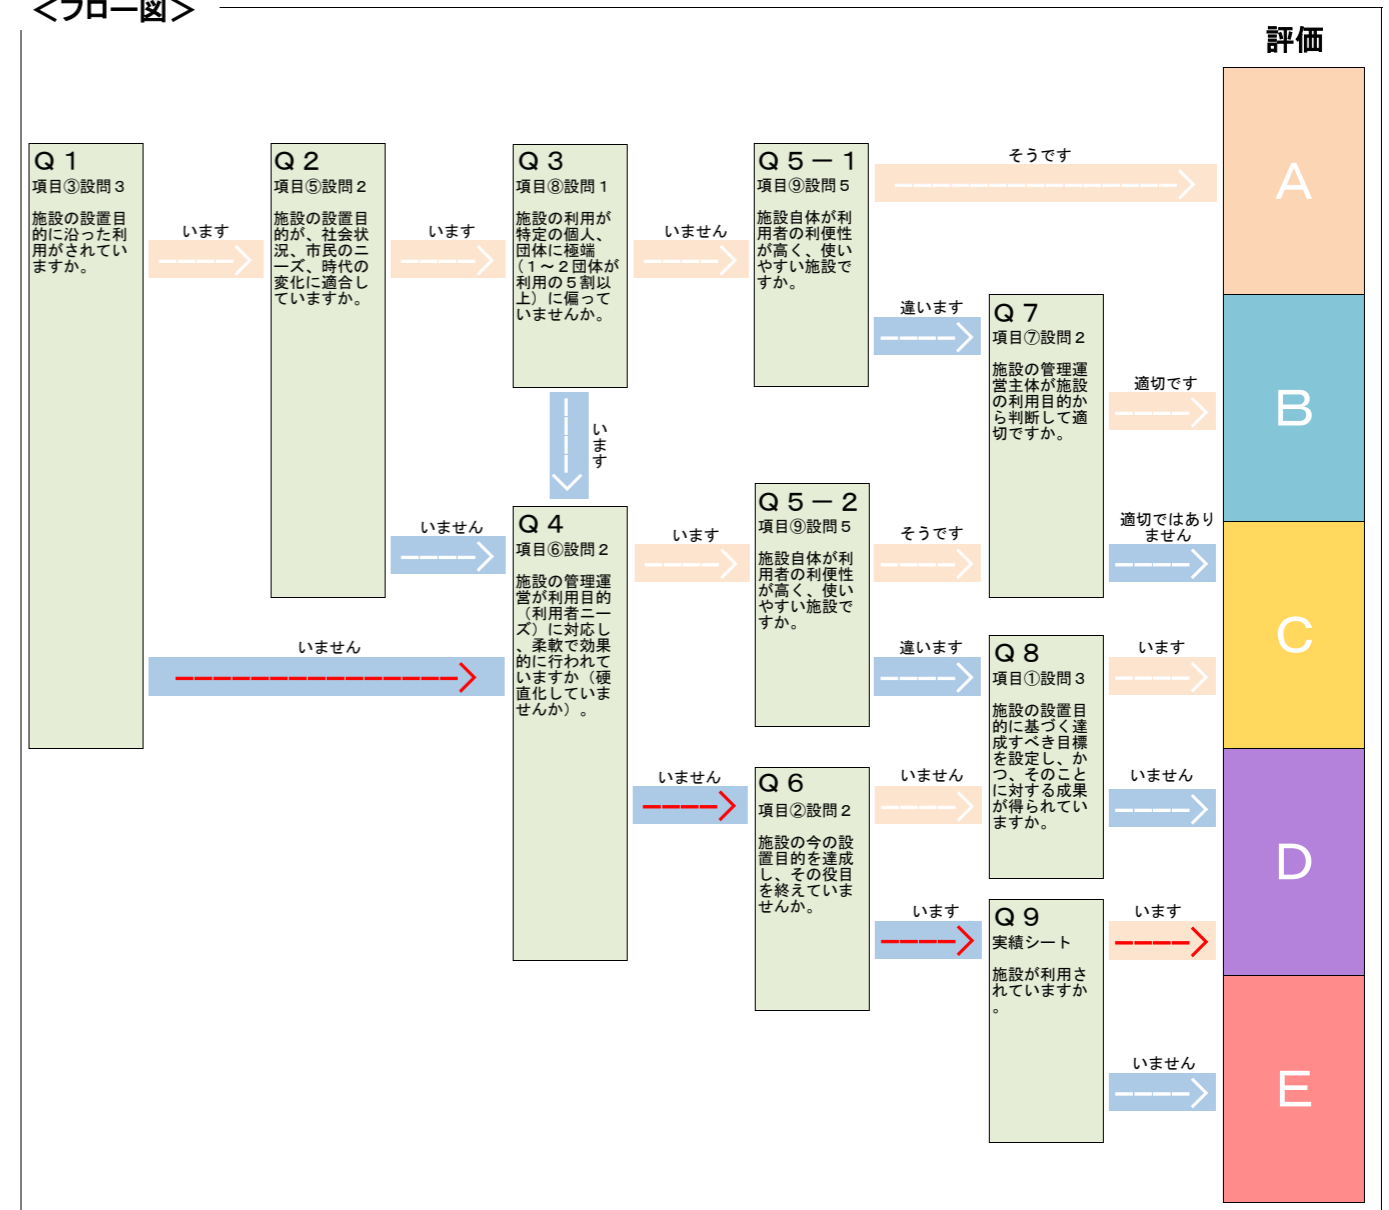 ＜フロー図＞
評価
Ｑ１
項目③設問３
施設の設置目
的に沿った利
用がされてい
ますか。
います
Ｑ２
項目⑤設問２
施設の設置目
的が、社会状
況、市民のニ
ーズ、時代の
変化に適合し
ていますか。
います
Ｑ３
項目⑧設問１
施設の利用が
特定の個人、
団体に極端
（１～２団体が
利用の５割以
上）に偏って
いませんか。
いません
Ｑ５－１
項目⑨設問５
施設自体が利
用者の利便性
が高く、使い
やすい施設で
すか。
そうです
A
違います
Ｑ７
項目⑦設問２
施設の管理運
営主体が施設
の利用目的か
ら判断して適
切ですか。
適切です
B
います
いません
Ｑ４
項目⑥設問２
施設の管理運
営が利用目的
（利用者ニー
ズ）に対応し
、柔軟で効果
的に行われて
いますか（硬
直化していま
せんか）。
います
Ｑ５－２
項目⑨設問５
施設自体が利
用者の利便性
が高く、使い
やすい施設で
すか。
そうです
適切ではあり
ません
C
いません
違います
Ｑ８
項目①設問３
施設の設置目
的に基づく達
成すべき目標
を設定し、か
つ、そのこと
に対する成果
が得られてい
ますか。
います
いません
Ｑ６
項目②設問２
施設の今の設
置目的を達成
し、その役目
を終えていま
せんか。
いません
いません
D
います
Ｑ９
実績シート
施設が利用さ
れていますか
。
います
いません
E